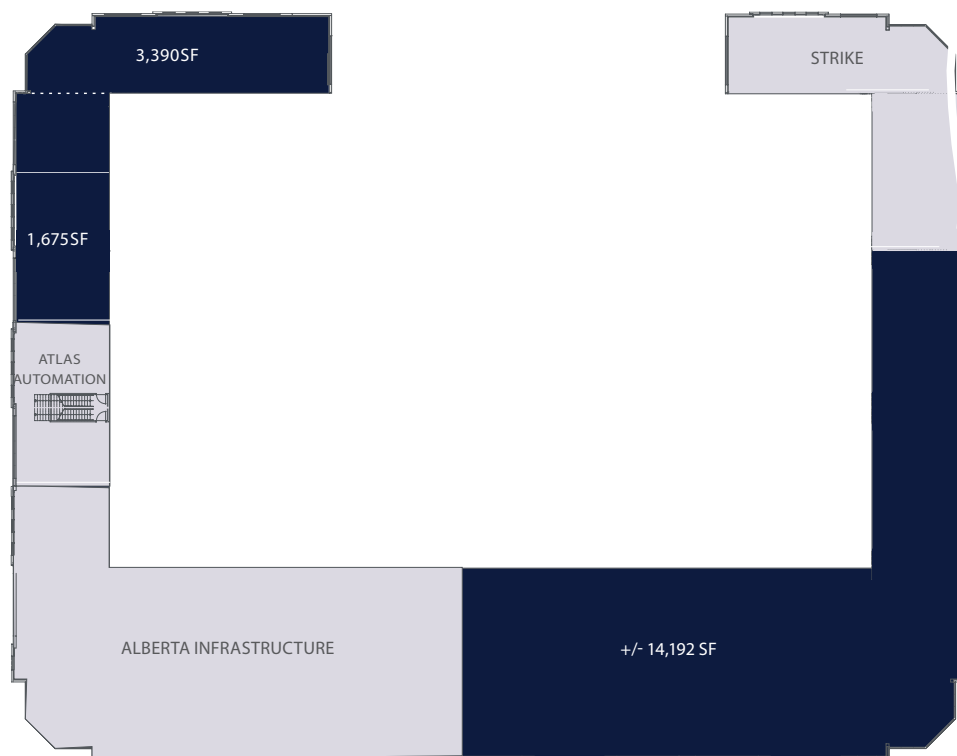 3,390SF
STRIKE
1,675SF
ATLAS
AUTOMATION
ALBERTA INFRASTRUCTURE
+/- 14,192 SF